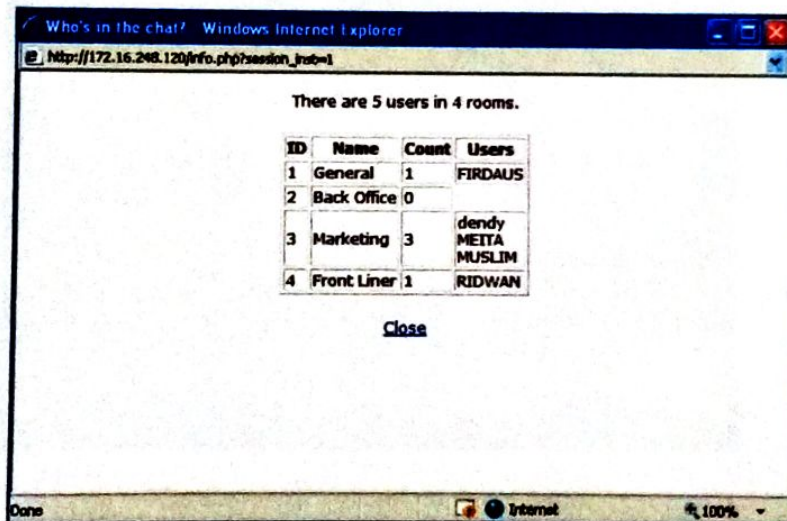 Who's in the chat? Windows Internet Explorer
http://172.16.248.120/info.php?session_inst=1
There are 5 users in 4 rooms.
ID Name Count Users
1 General 1 FIRDAUS
2 Back Office 0
3 Marketing 3 dendy
MEITA
MUSLIM
4 Front Liner 1 RIDWAN
Close
Done Internet 100%